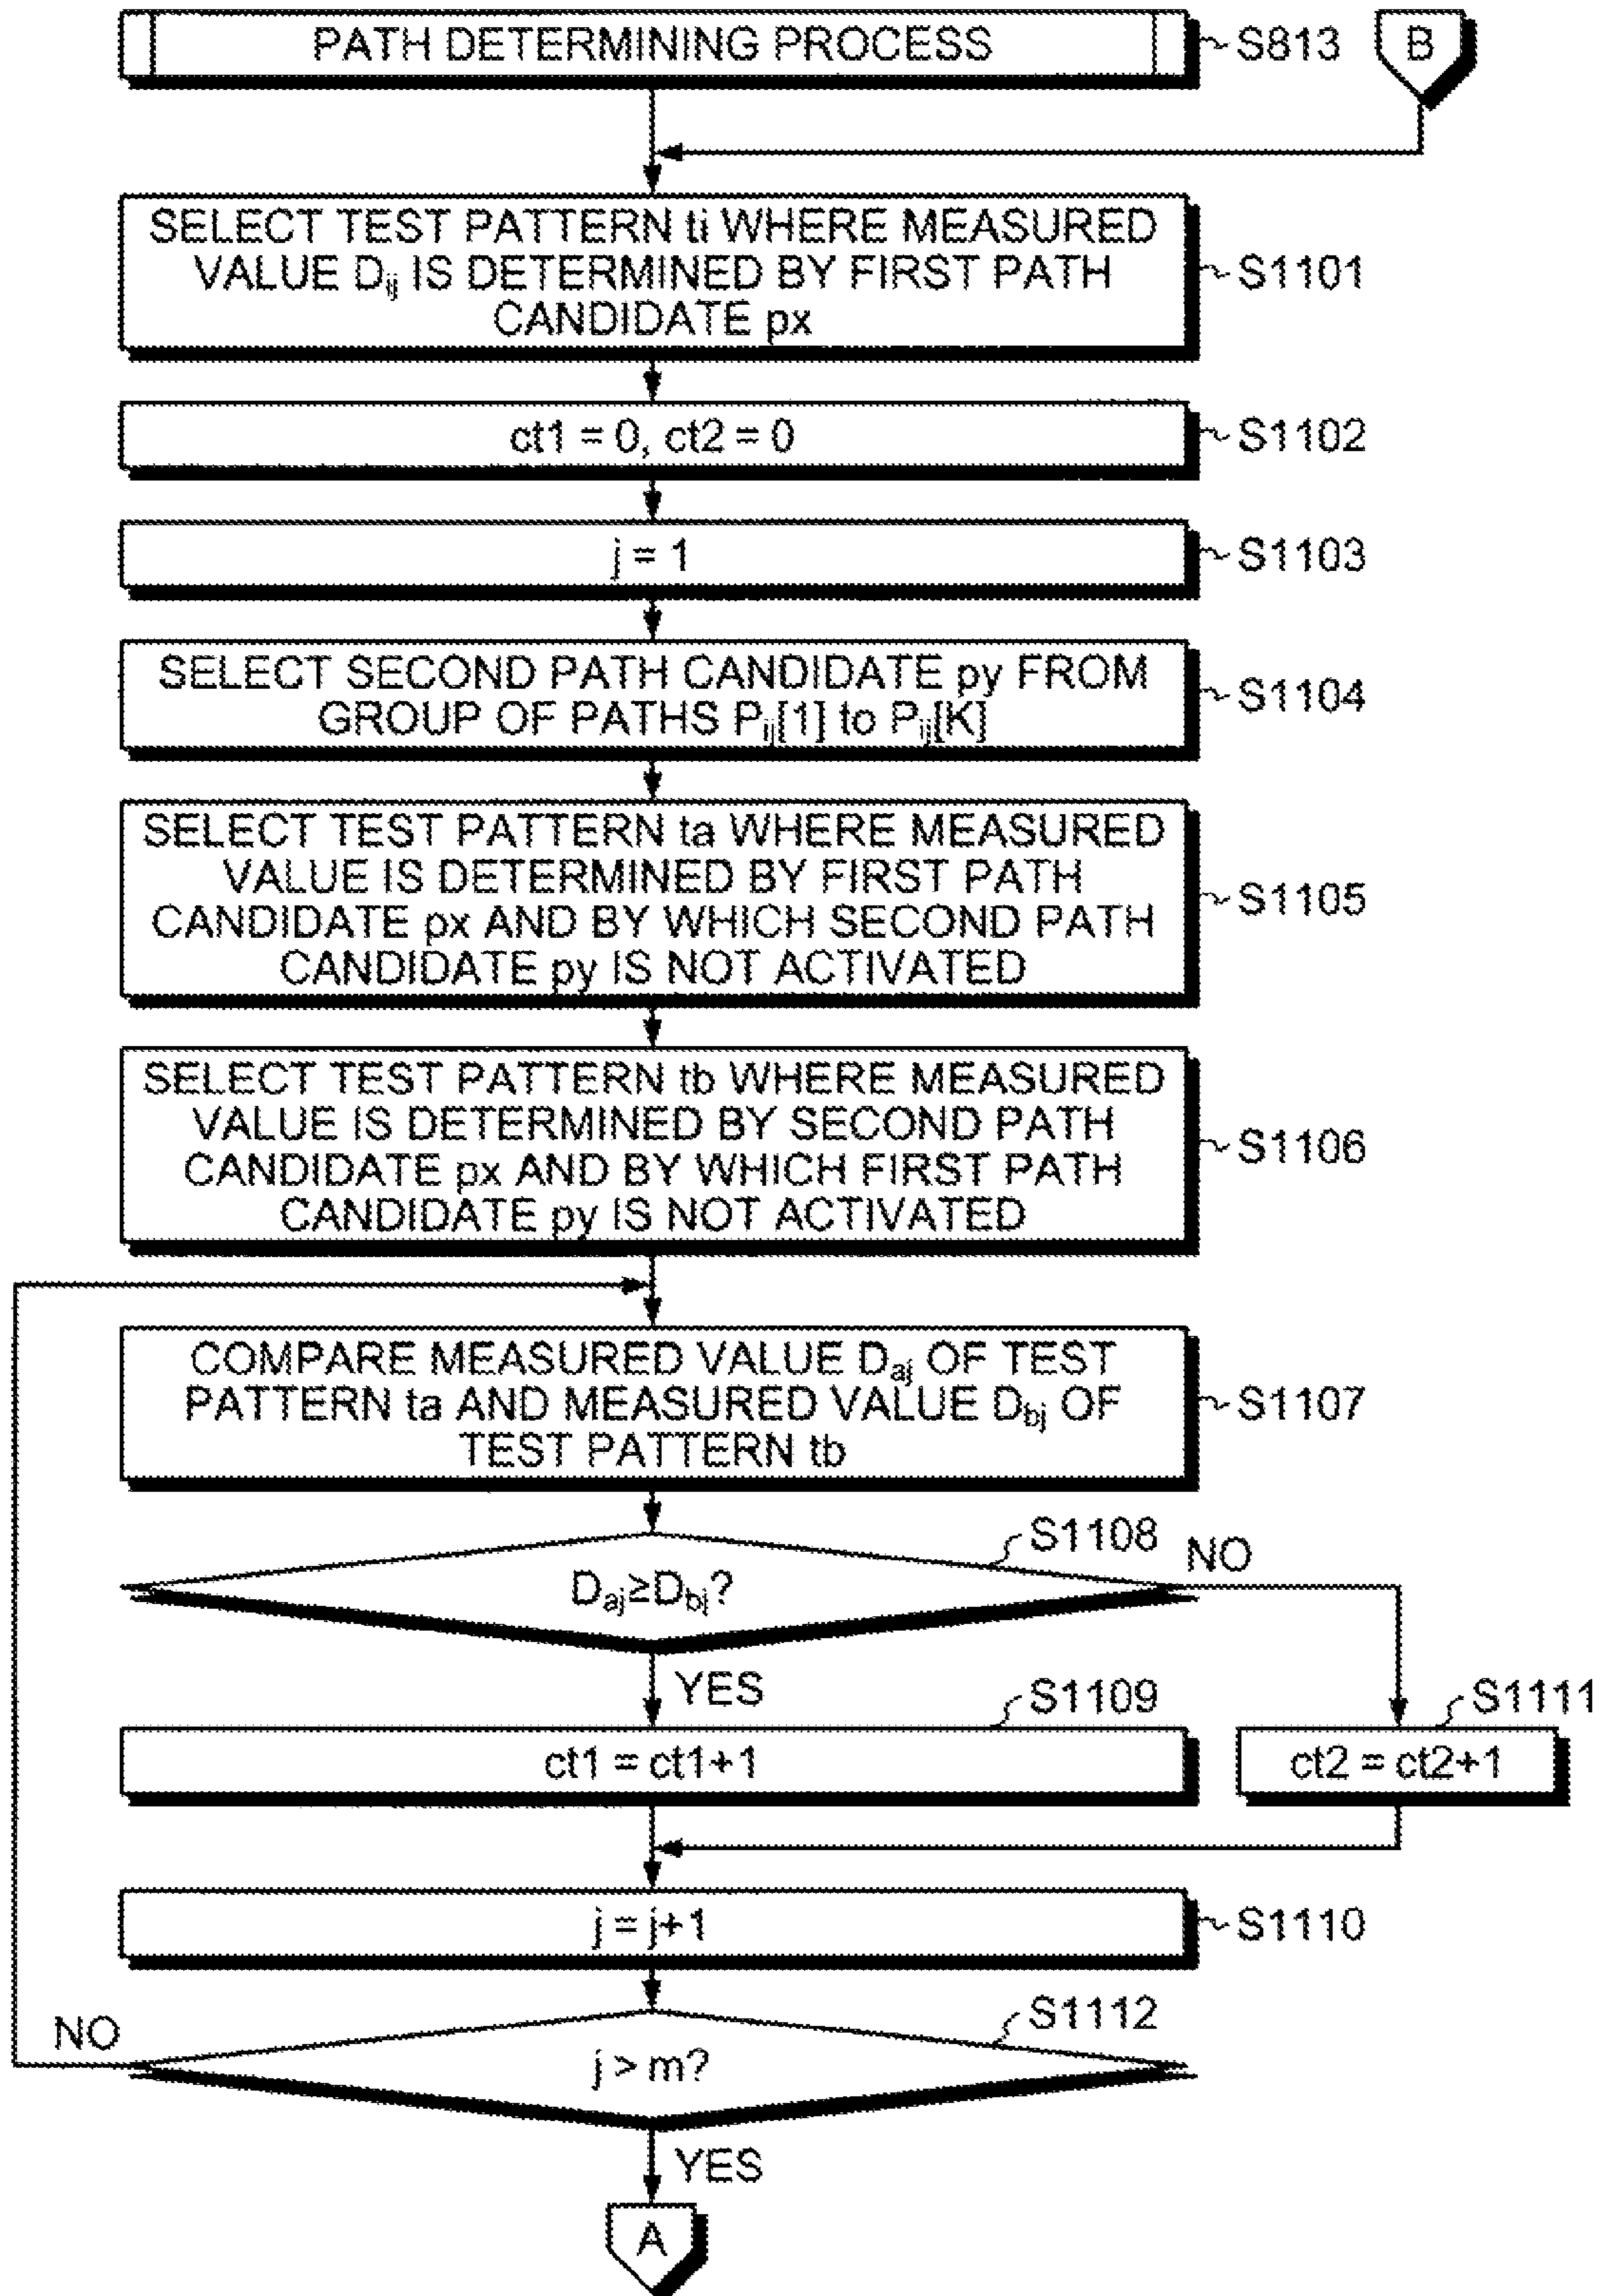 PATH DETERMINING PROCESS
S813
B
SELECT TEST PATTERN ti WHERE MEASURED
VALUE Dij IS DETERMINED BY FIRST PATH
CANDIDATE px
S1101
ct1 = 0, ct2 = 0
S1102
j = 1
S1103
SELECT SECOND PATH CANDIDATE py FROM
GROUP OF PATHS Pij[1] to Pij[K]
S1104
SELECT TEST PATTERN ta WHERE MEASURED
VALUE IS DETERMINED BY FIRST PATH
CANDIDATE px AND BY WHICH SECOND PATH
CANDIDATE py IS NOT ACTIVATED
S1105
SELECT TEST PATTERN tb WHERE MEASURED
VALUE IS DETERMINED BY SECOND PATH
CANDIDATE px AND BY WHICH FIRST PATH
CANDIDATE py IS NOT ACTIVATED
S1106
COMPARE MEASURED VALUE Daj OF TEST
PATTERN ta AND MEASURED VALUE Dbj OF
TEST PATTERN tb
S1107
S1108
Daj≥Dbj?
NO
YES
S1109
ct1 = ct1+1
S1111
ct2 = ct2+1
j = j+1
S1110
S1112
NO
j > m?
YES
A